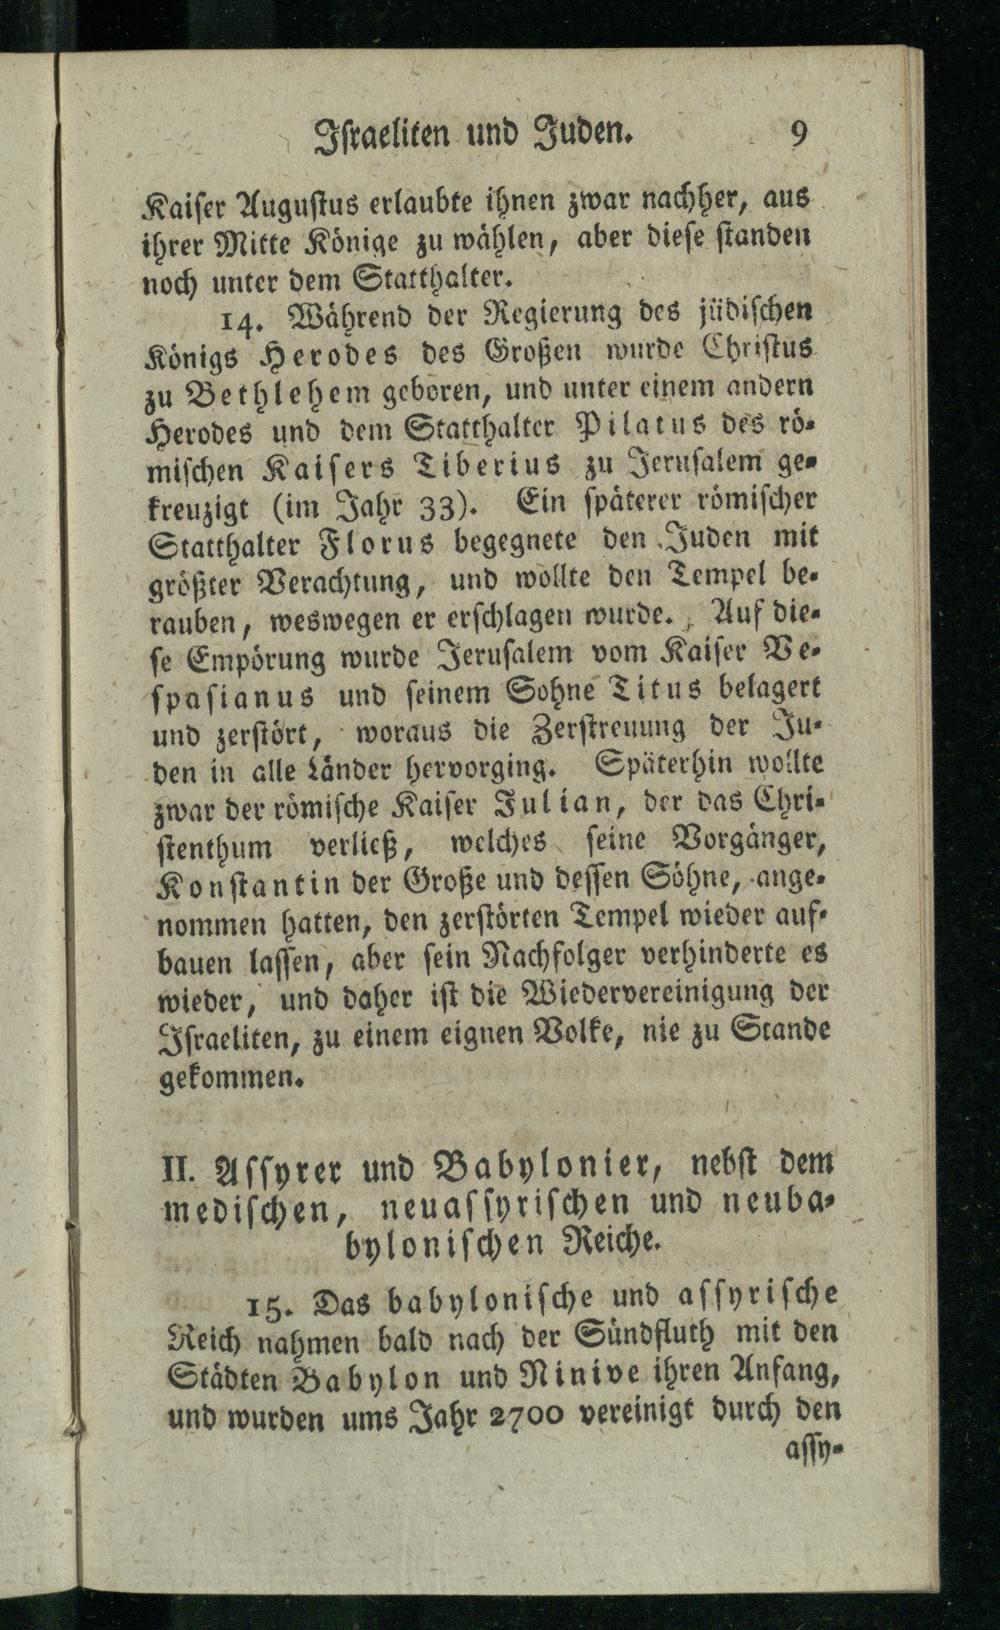 Israeliten und Juden. 9
Kaiser Augustus erlaubte ihnen zwar nachher, aus
ihrer Mitte Könige zu wählen, aber diese standen
noch unter dem Statthalter.
14. Während der Regierung des jüdischen
Königs Herodes des Großen wurde Christus
zu Bethlehem geboren, und unter einem andern
Herodes und dem Statthalter Pilatus des rö-
mischen Kaisers Tiberius zu Jerusalem ge-
kreuzigt (im Jahr 33). Ein späterer römischer
Statthalter Florus begegnete den Juden mit
größter Verachtung, und wollte den Tempel be-
rauben, weswegen er erschlagen wurde. Auf die-
se Empörung wurde Jerusalem vom Kaiser Ve-
spasianus und seinem Sohne Titus belagert
und zerstört, woraus die Zerstreuung der Ju-
den in alle Länder hervorging. Späterhin wollte
zwar der römische Kaiser Julian, der das Chri-
stenthum verließ, welches seine Vorgänger,
Konstantin der Große und dessen Söhne, ange-
nommen hatten, den zerstörten Tempel wieder auf-
bauen lassen, aber sein Nachfolger verhinderte es
wieder, und daher ist die Wiedervereinigung der
Israeliten, zu einem eignen Volke, nie zu Stande
gekommen.
II. Assyrer und Babylonier, nebst dem
medischen, neuassyrischen und neuba-
bylonischen Reiche.
15. Das babylonische und assyrische
Reich nahmen bald nach der Sündfluth mit den
Städten Babylon und Ninive ihren Anfang,
und wurden ums Jahr 2700 vereinigt durch den
assy-